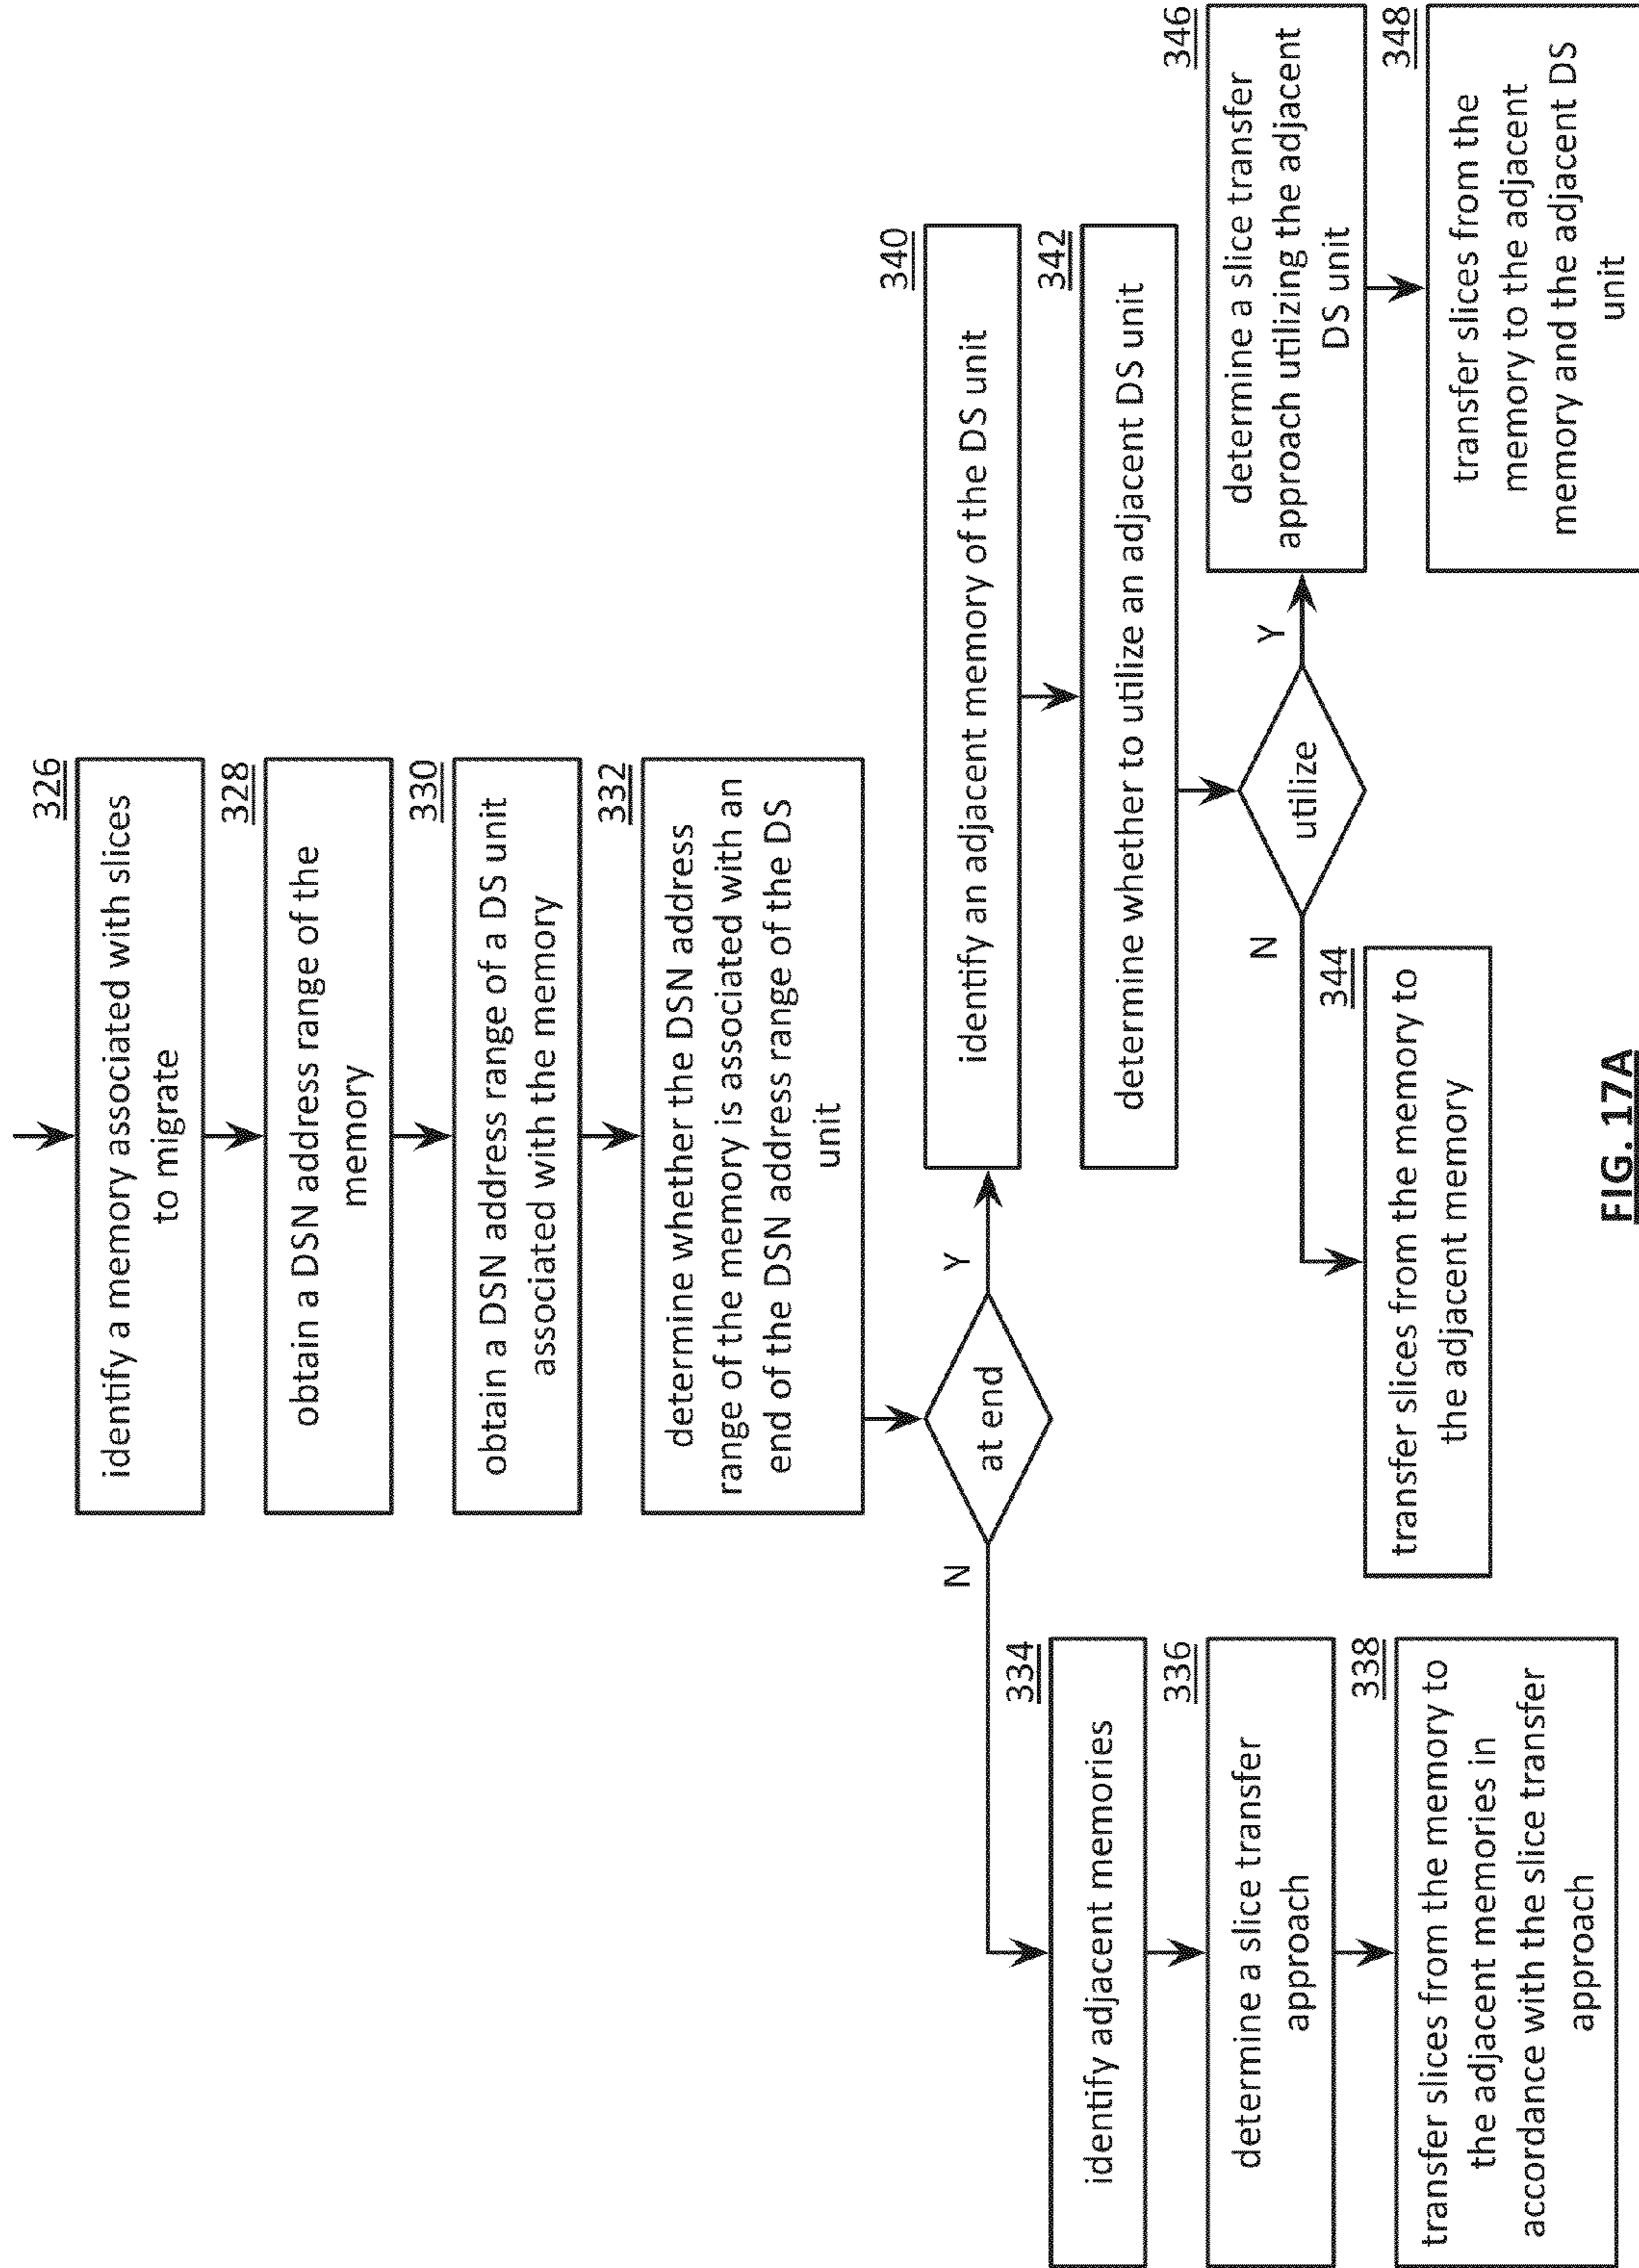 326
identify a memory associated with slices
to migrate
328
obtain a DSN address range of the
memory
330
obtain a DSN address range of a DS unit
associated with the memory
332
determine whether the DSN address
range of the memory is associated with an
end of the DSN address range of the DS
unit
at end
N
Y
334
identify adjacent memories
336
determine a slice transfer
approach
338
transfer slices from the memory to
the adjacent memories in
accordance with the slice transfer
approach
340
identify an adjacent memory of the DS unit
342
determine whether to utilize an adjacent DS unit
utilize
N
Y
344
transfer slices from the memory to
the adjacent memory
346
determine a slice transfer
approach utilizing the adjacent
DS unit
348
transfer slices from the
memory to the adjacent
memory and the adjacent DS
unit
FIG. 17A